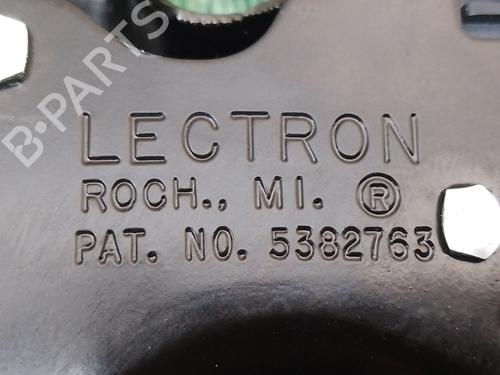 B-PARTS
LECTRON
ROCH., MI. ®
PAT. NO. 5382763